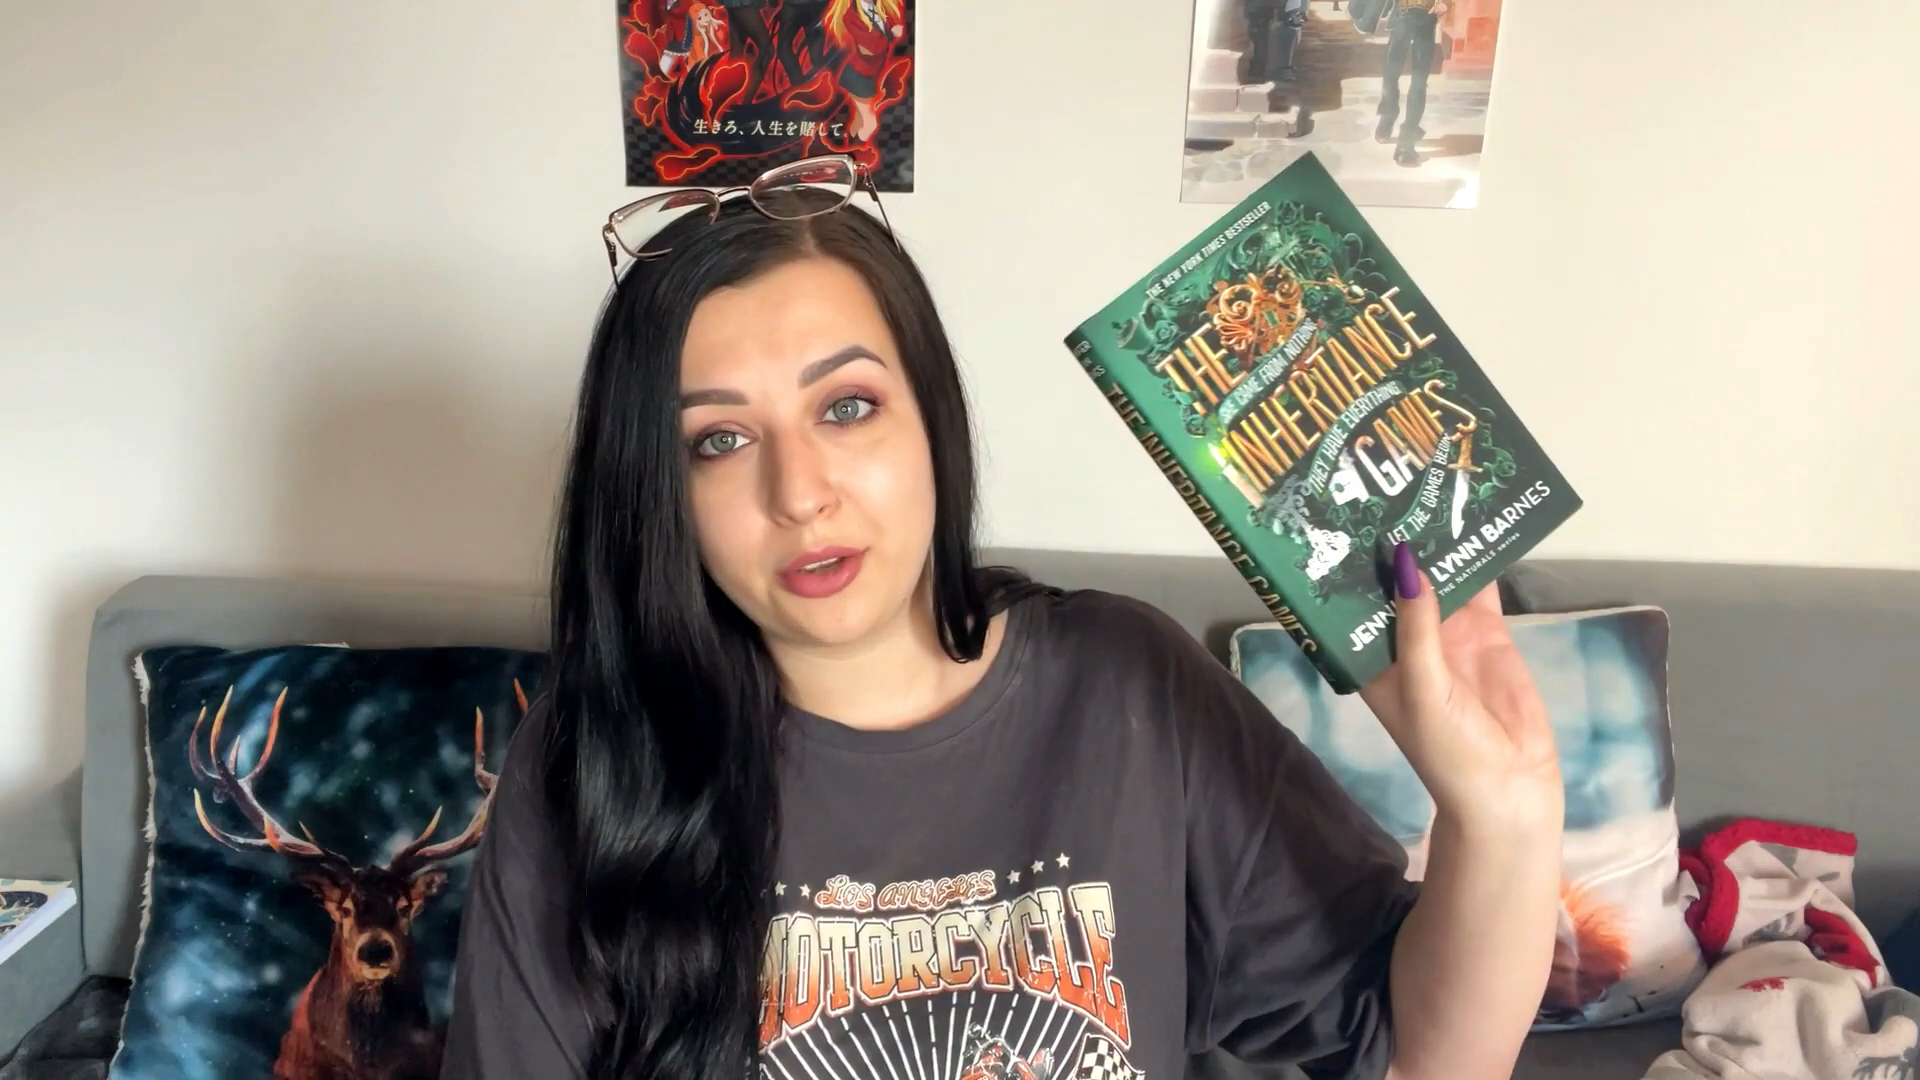 生きろ、人生を賭して。
THE NEW YORK TIMES BESTSELLER
THE
SHE CAME FROM NOTHING
INHERITANCE
THEY HAVE EVERYTHING
GAMES
LET THE GAMES BEGIN
LYNN BARNES
THE NATURALS series
THE INHERITANCE GAMES
LOS ANGELES
MOTORCYCLE